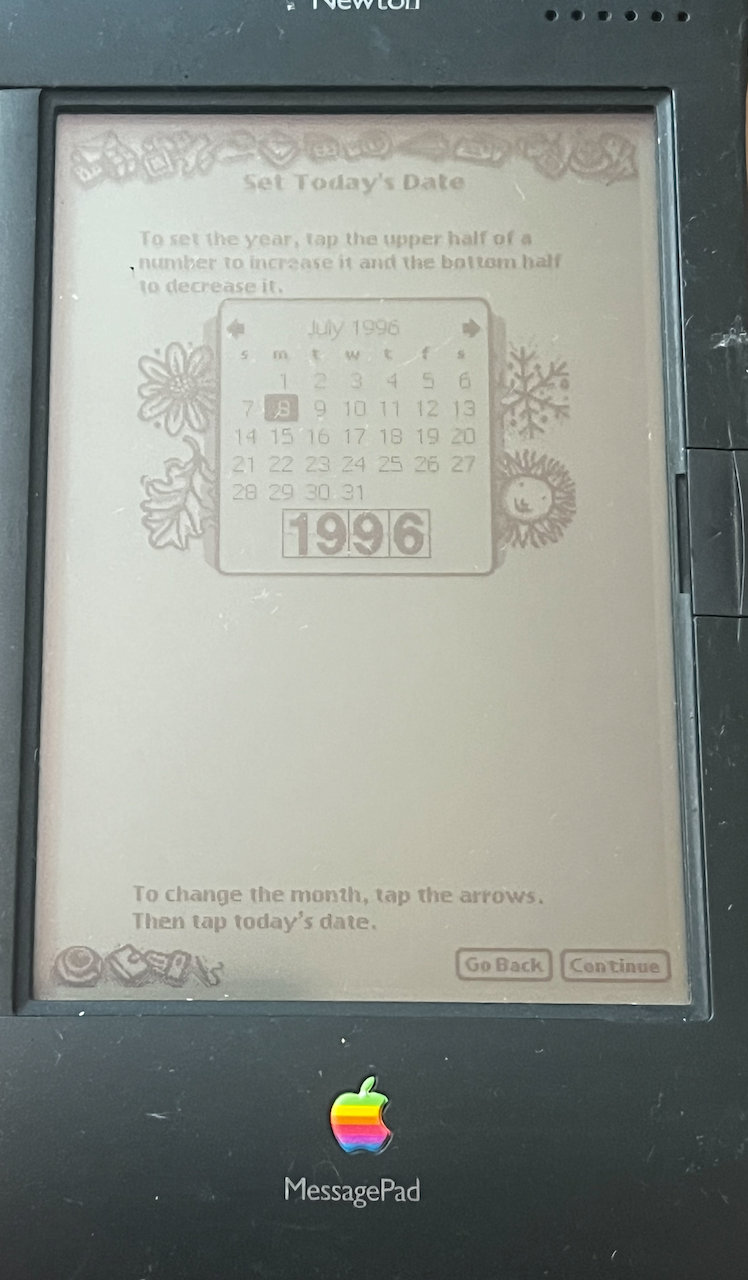 Newton
Set Today's Date
To set the year, tap the upper half of a
number to increase it and the bottom half
to decrease it.
July 1996
s m t w t f s
1 2 3 4 5 6
7 8 9 10 11 12 13
14 15 16 17 18 19 20
21 22 23 24 25 26 27
28 29 30 31
1996
To change the month, tap the arrows.
Then tap today's date.
Go Back Continue
MessagePad